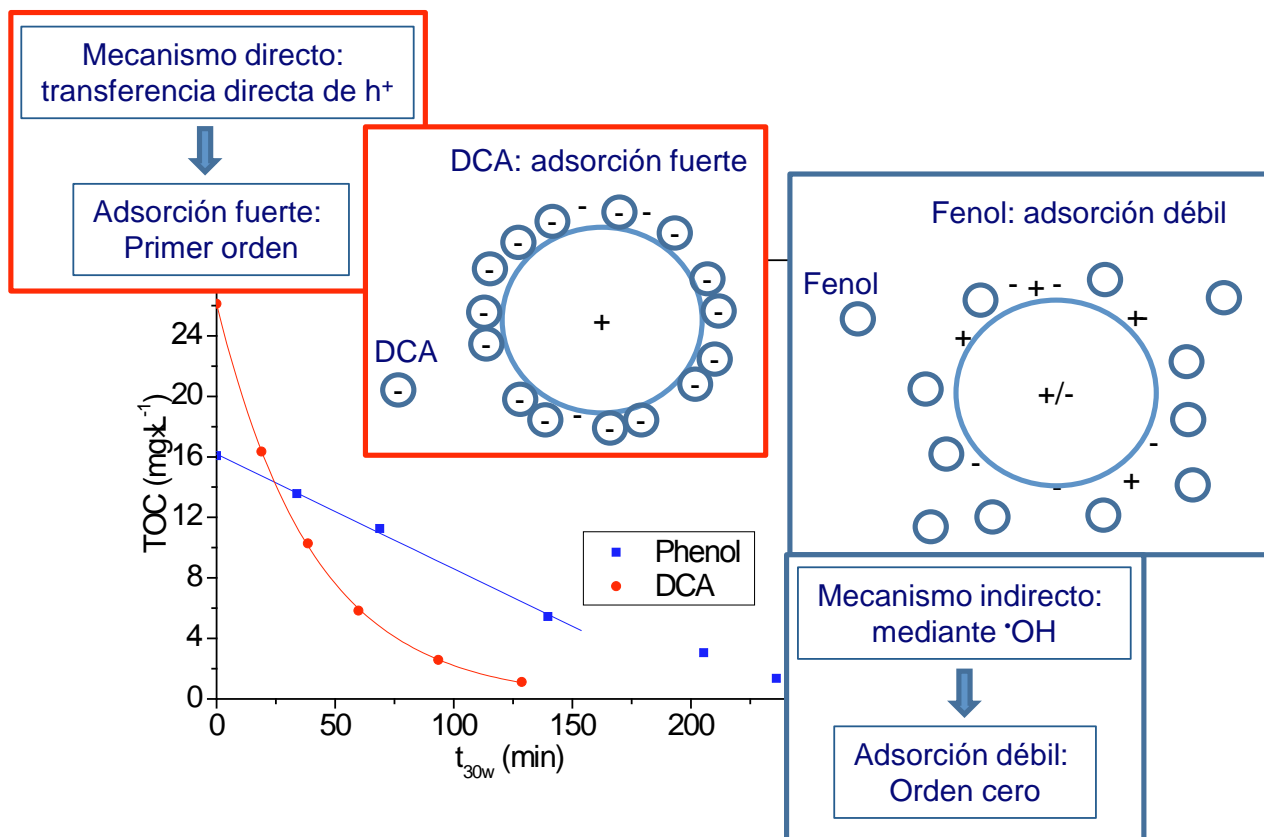 Mecanismo directo:
transferencia directa de h⁺
Adsorción fuerte:
Primer orden
DCA: adsorción fuerte
- -
- - - - - - - - - - - - - - - -
+
-
DCA
-
Fenol: adsorción débil
Fenol
- + -
+ +-
+/-
- -
- +
24
20
16
12
8
4
0
TOC (mg×L⁻¹)
0 50 100 150 200
t₃₀w (min)
Phenol
DCA
Mecanismo indirecto:
mediante •OH
Adsorción débil:
Orden cero